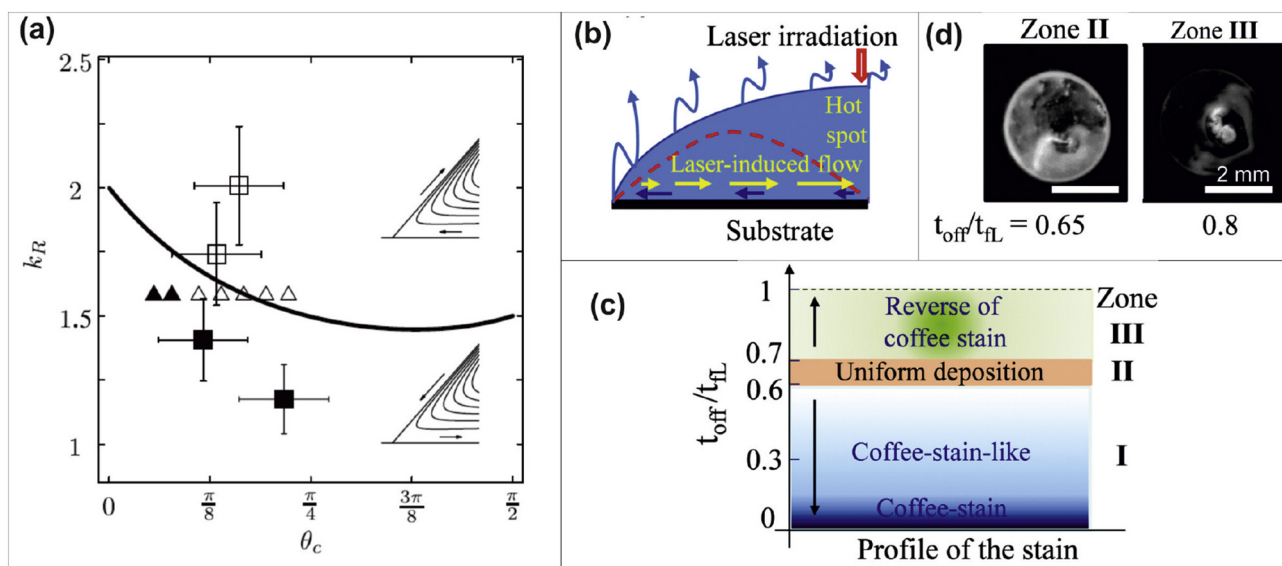 (a)
2.5
2
1.5
1
k_R
0
π/8
π/4
3π/8
π/2
θ_c
(b)
Laser irradiation
Hot
spot
Laser-induced flow
Substrate
(d)
Zone II
Zone III
2 mm
t_off/t_fL = 0.65
0.8
(c)
1
0.7
0.6
0.3
0
t_off/t_fL
Reverse of
coffee stain
Uniform deposition
Coffee-stain-like
Coffee-stain
Zone
III
II
I
Profile of the stain